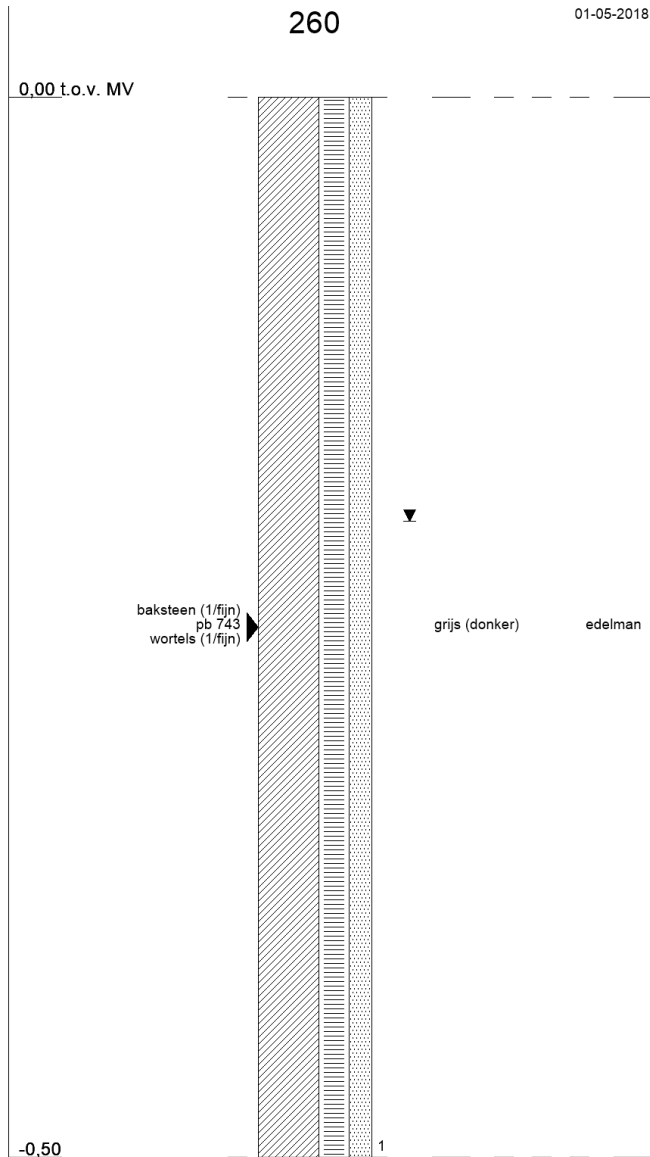 260
01-05-2018
0,00 t.o.v. MV
baksteen (1/fijn)
pb 743
wortels (1/fijn)
grijs (donker)
edelman
-0,50
1